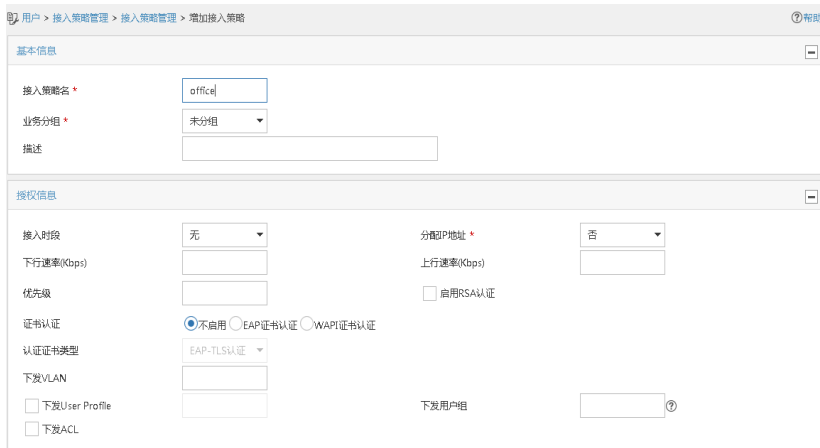 用户 > 接入策略管理 > 接入策略管理 > 增加接入策略
帮助
基本信息
接入策略名 *
office
业务分组 *
未分组
描述
授权信息
接入时段
无
分配IP地址 *
否
下行速率(Kbps)
上行速率(Kbps)
优先级
启用RSA认证
证书认证
不启用 EAP证书认证 WAPI证书认证
认证证书类型
EAP-TLS认证
下发VLAN
下发User Profile
下发用户组
下发ACL